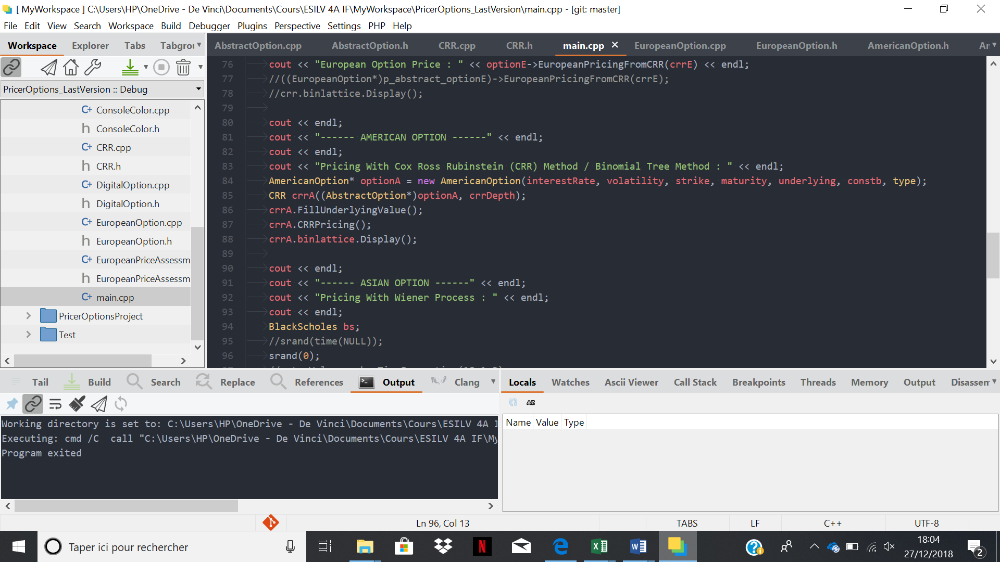 [ MyWorkspace ] C:\Users\HP\OneDrive - De Vinci\Documents\Cours\ESILV 4A IF\MyWorkspace\PricerOptions_LastVersion\main.cpp - [git: master]
File Edit View Search Workspace Build Debugger Plugins Perspective Settings PHP Help
Workspace Explorer Tabs Tabgrou
AbstractOption.cpp AbstractOption.h CRR.cpp CRR.h main.cpp EuropeanOption.cpp EuropeanOption.h AmericanOption.h Ar
PricerOptions_LastVersion :: Debug
ConsoleColor.cpp
ConsoleColor.h
CRR.cpp
CRR.h
DigitalOption.cpp
DigitalOption.h
EuropeanOption.cpp
EuropeanOption.h
EuropeanPriceAssessm
EuropeanPriceAssessm
main.cpp
PricerOptionsProject
Test
76 cout << "European Option Price : " << optionE->EuropeanPricingFromCRR(crrE) << endl;
77 //((EuropeanOption*)p_abstract_optionE)->EuropeanPricingFromCRR(crrE);
78 //crr.binlattice.Display();
79
80 cout << endl;
81 cout << "------ AMERICAN OPTION ------" << endl;
82 cout << endl;
83 cout << "Pricing With Cox Ross Rubinstein (CRR) Method / Binomial Tree Method : " << endl;
84 AmericanOption* optionA = new AmericanOption(interestRate, volatility, strike, maturity, underlying, constb, type);
85 CRR crrA((AbstractOption*)optionA, crrDepth);
86 crrA.FillUnderlyingValue();
87 crrA.CRRPricing();
88 crrA.binlattice.Display();
89
90 cout << endl;
91 cout << "------ ASIAN OPTION ------" << endl;
92 cout << "Pricing With Wiener Process : " << endl;
93 cout << endl;
94 BlackScholes bs;
95 //srand(time(NULL));
96 srand(0);
Tail Build Search Replace References Output Clang
Working directory is set to: C:\Users\HP\OneDrive - De Vinci\Documents\Cours\ESILV 4A I
Executing: cmd /C call "C:\Users\HP\OneDrive - De Vinci\Documents\Cours\ESILV 4A IF\My
Program exited
Locals Watches Ascii Viewer Call Stack Breakpoints Threads Memory Output Disassem
Name Value Type
Ln 96, Col 13 TABS LF C++ UTF-8
Taper ici pour rechercher
18:04
27/12/2018
2